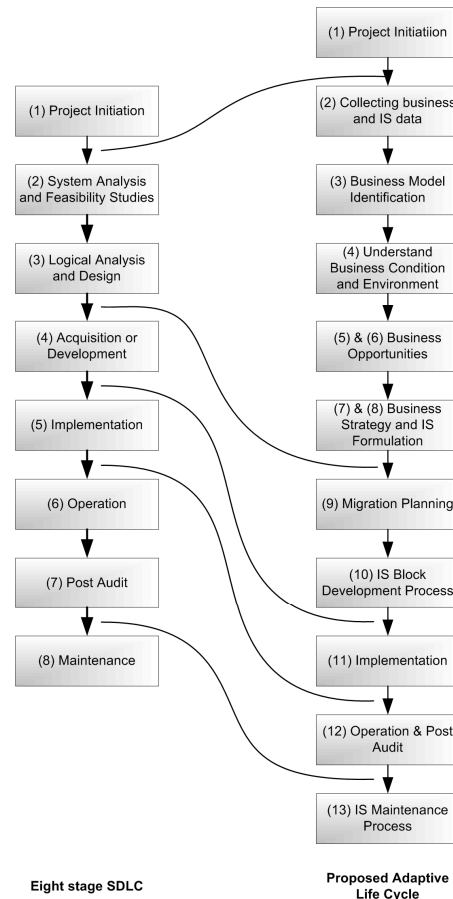 (1) Project Initiation
(2) System Analysis
and Feasibility Studies
(3) Logical Analysis
and Design
(4) Acquisition or
Development
(5) Implementation
(6) Operation
(7) Post Audit
(8) Maintenance
Eight stage SDLC
(1) Project Initiatiion
(2) Collecting business
and IS data
(3) Business Model
Identification
(4) Understand
Business Condition
and Environment
(5) & (6) Business
Opportunities
(7) & (8) Business
Strategy and IS
Formulation
(9) Migration Planning
(10) IS Block
Development Process
(11) Implementation
(12) Operation & Post
Audit
(13) IS Maintenance
Process
Proposed Adaptive
Life Cycle